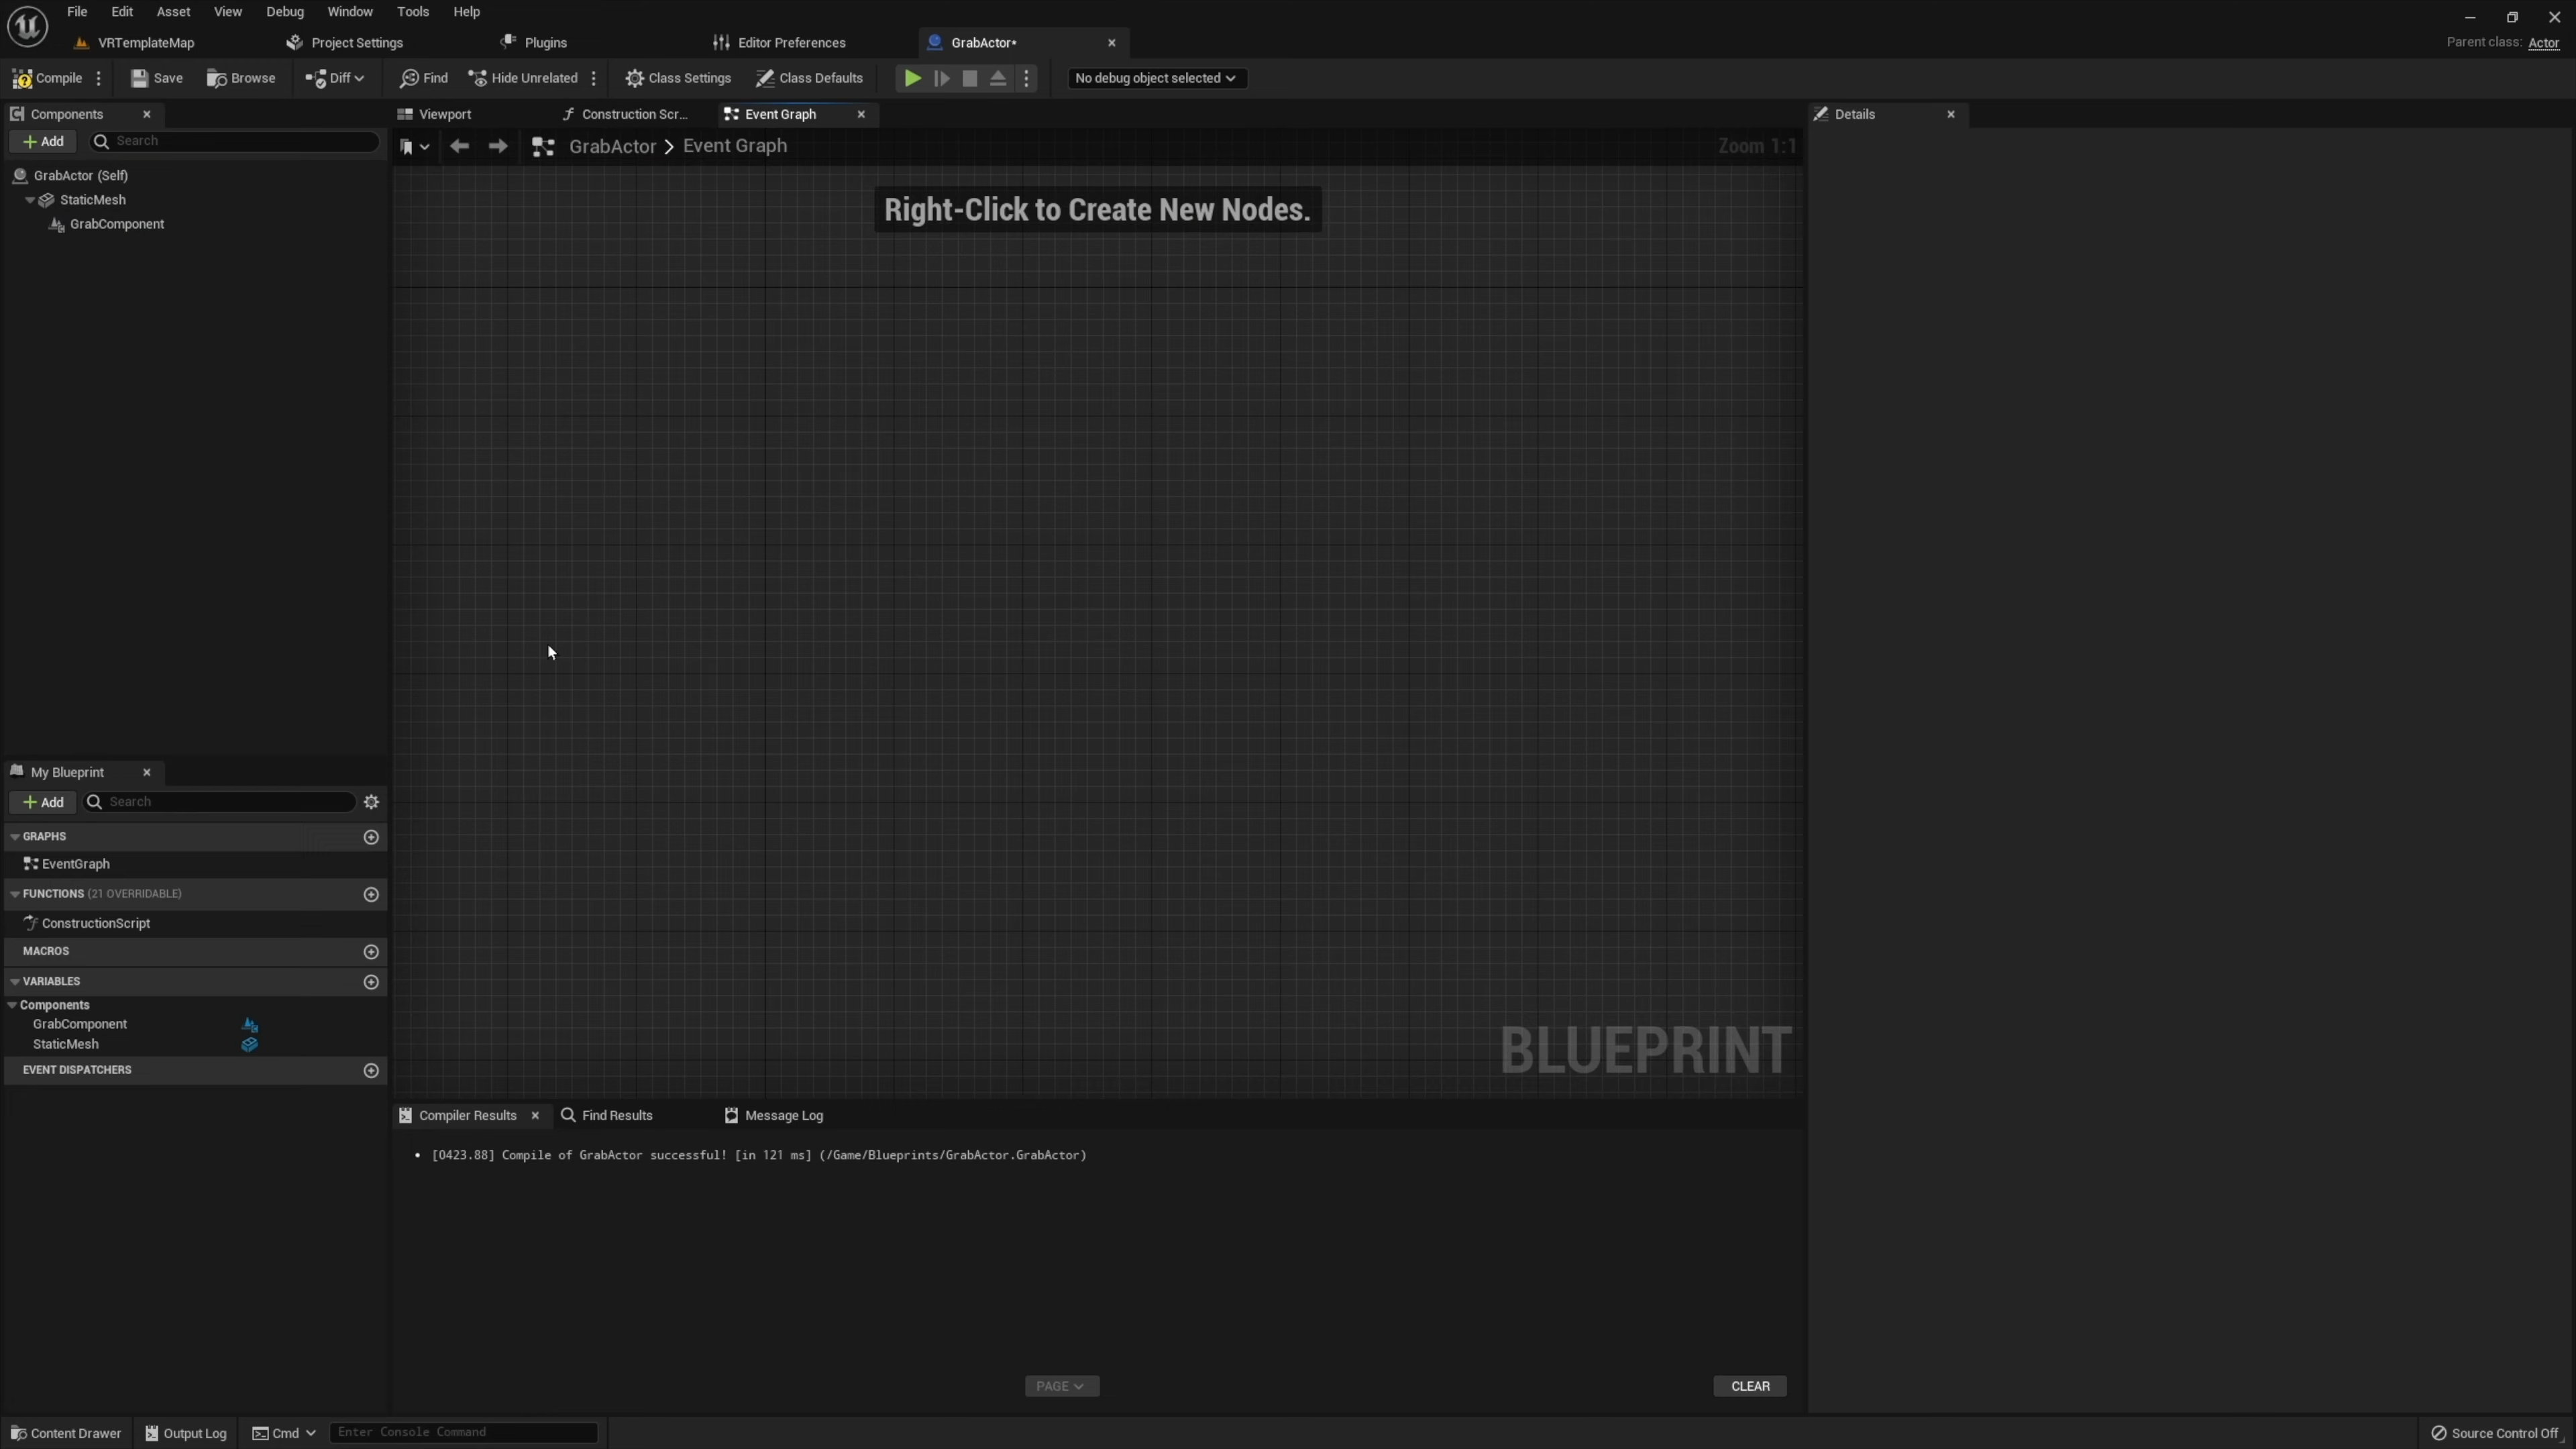 File Edit View Asset View Debug Window Tools Help
VRTemplateMap Project Settings Plugins Editor Preferences GrabActor*
Parent class: Actor
Compile Save Browse Diff Find Hide Unrelated Class Settings Class Defaults No debug object selected
Components Viewport Construction Scr... Event Graph Details
Add Search
GrabActor > Event Graph Zoom 1:1
GrabActor (Self)
StaticMesh
GrabComponent
Right-Click to Create New Nodes.
My Blueprint
Add Search
GRAPHS
EventGraph
FUNCTIONS (21 OVERRIDABLE)
ConstructionScript
MACROS
VARIABLES
Components
GrabComponent
StaticMesh
EVENT DISPATCHERS
BLUEPRINT
Compiler Results Find Results Message Log
[0423.88] Compile of GrabActor successful! [in 121 ms] (/Game/Blueprints/GrabActor.GrabActor)
PAGE CLEAR
Content Drawer Output Log Cmd Enter Console Command Source Control Off